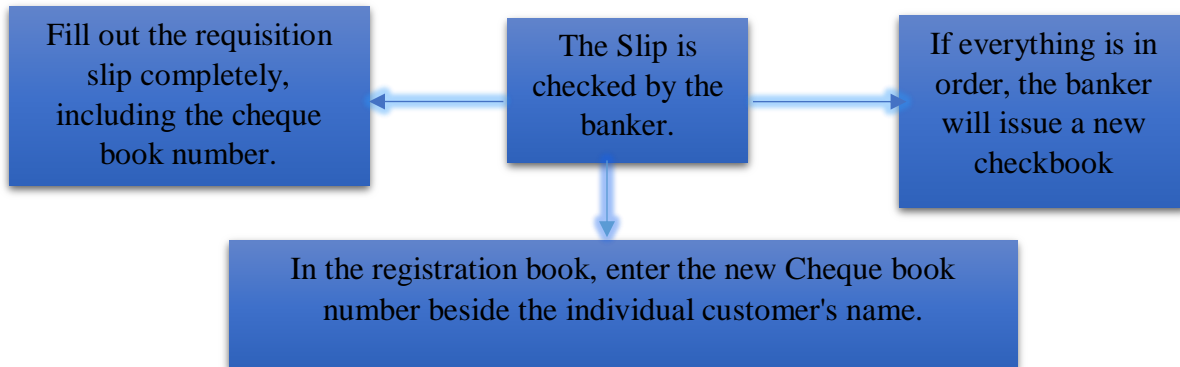 Fill out the requisition
slip completely,
including the cheque
book number.
The Slip is
checked by the
banker.
If everything is in
order, the banker
will issue a new
checkbook
In the registration book, enter the new Cheque book
number beside the individual customer's name.